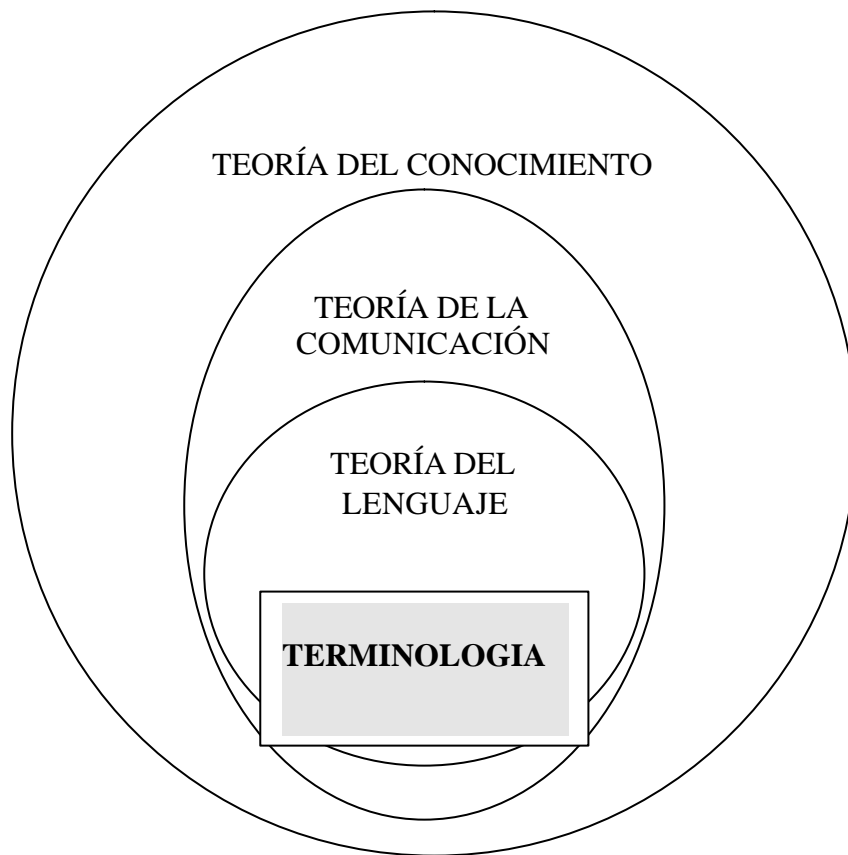 TEORÍA DEL CONOCIMIENTO
TEORÍA DE LA
COMUNICACIÓN
TEORÍA DEL
LENGUAJE
TERMINOLOGIA